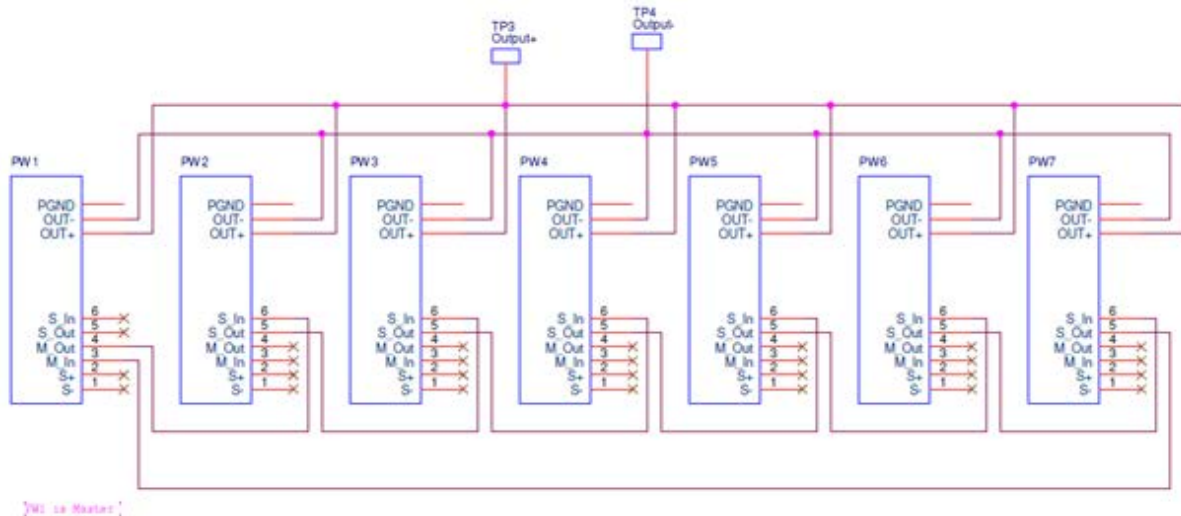 TP3
Output+
TP4
Output-
PW1
PW2
PW3
PW4
PW5
PW6
PW7
PGND
OUT-
OUT+
S_In 6
S_Out 5
M_Out 4
M_In 3
S+ 2
S- 1
PGND
OUT-
OUT+
S_In 6
S_Out 5
M_Out 4
M_In 3
S+ 2
S- 1
PGND
OUT-
OUT+
S_In 6
S_Out 5
M_Out 4
M_In 3
S+ 2
S- 1
PGND
OUT-
OUT+
S_In 6
S_Out 5
M_Out 4
M_In 3
S+ 2
S- 1
PGND
OUT-
OUT+
S_In 6
S_Out 5
M_Out 4
M_In 3
S+ 2
S- 1
PGND
OUT-
OUT+
S_In 6
S_Out 5
M_Out 4
M_In 3
S+ 2
S- 1
PGND
OUT-
OUT+
S_In 6
S_Out 5
M_Out 4
M_In 3
S+ 2
S- 1
PW1 is Master